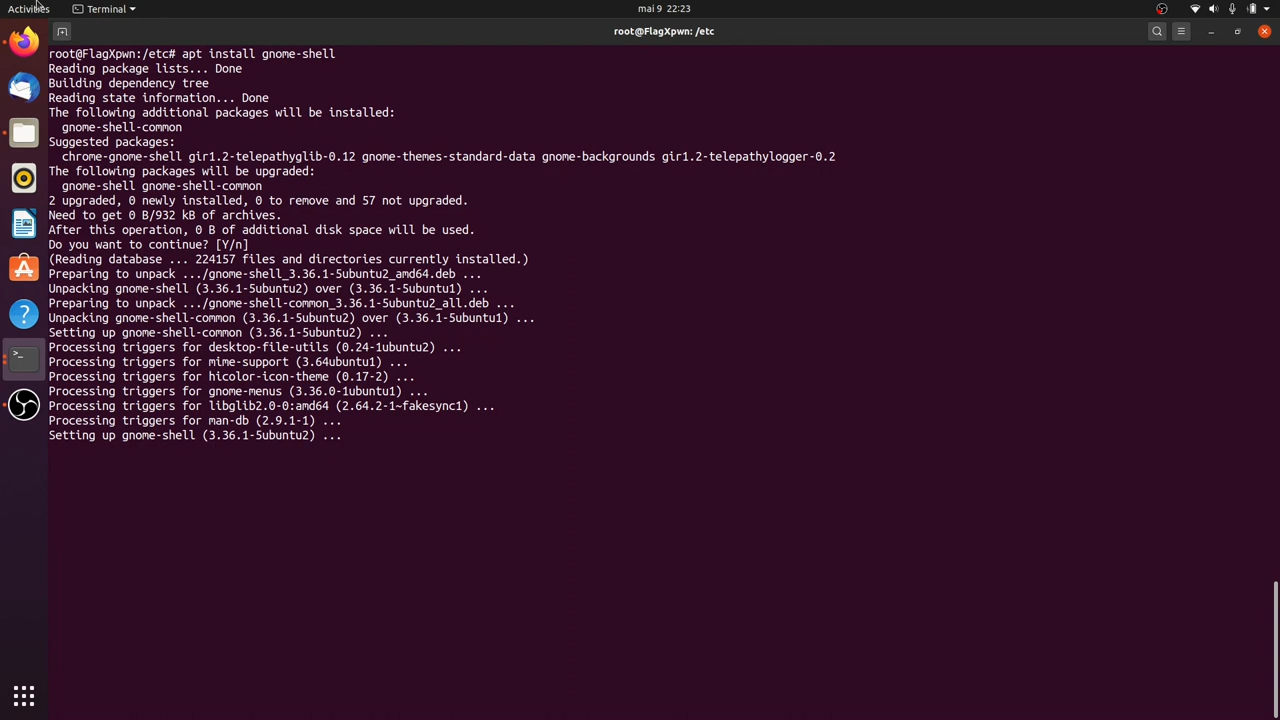 Activities
Terminal
mai 9 22:23
root@FlagXpwn: /etc
root@FlagXpwn:/etc# apt install gnome-shell
Reading package lists... Done
Building dependency tree
Reading state information... Done
The following additional packages will be installed:
gnome-shell-common
Suggested packages:
chrome-gnome-shell gir1.2-telepathyglib-0.12 gnome-themes-standard-data gnome-backgrounds gir1.2-telepathylogger-0.2
The following packages will be upgraded:
gnome-shell gnome-shell-common
2 upgraded, 0 newly installed, 0 to remove and 57 not upgraded.
Need to get 0 B/932 kB of archives.
After this operation, 0 B of additional disk space will be used.
Do you want to continue? [Y/n]
(Reading database ... 224157 files and directories currently installed.)
Preparing to unpack .../gnome-shell_3.36.1-5ubuntu2_amd64.deb ...
Unpacking gnome-shell (3.36.1-5ubuntu2) over (3.36.1-5ubuntu1) ...
Preparing to unpack .../gnome-shell-common_3.36.1-5ubuntu2_all.deb ...
Unpacking gnome-shell-common (3.36.1-5ubuntu2) over (3.36.1-5ubuntu1) ...
Setting up gnome-shell-common (3.36.1-5ubuntu2) ...
Processing triggers for desktop-file-utils (0.24-1ubuntu2) ...
Processing triggers for mime-support (3.64ubuntu1) ...
Processing triggers for hicolor-icon-theme (0.17-2) ...
Processing triggers for gnome-menus (3.36.0-1ubuntu1) ...
Processing triggers for libglib2.0-0:amd64 (2.64.2-1~fakesync1) ...
Processing triggers for man-db (2.9.1-1) ...
Setting up gnome-shell (3.36.1-5ubuntu2) ...